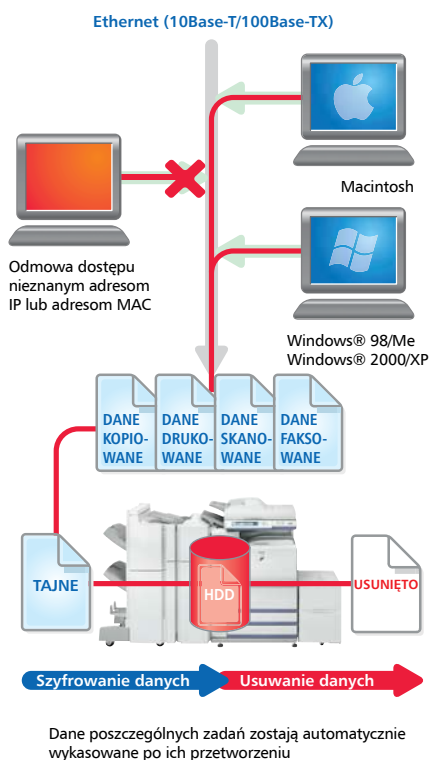 Ethernet (10Base-T/100Base-TX)
Macintosh
Odmowa dostępu
nieznanym adresom
IP lub adresom MAC
Windows® 98/Me
Windows® 2000/XP
DANE
KOPIO-
WANE
DANE
DRUKO-
WANE
DANE
SKANO-
WANE
DANE
FAKSO-
WANE
TAJNE
HDD
USUNIĘTO
Szyfrowanie danych
Usuwanie danych
Dane poszczególnych zadań zostają automatycznie
wykasowane po ich przetworzeniu